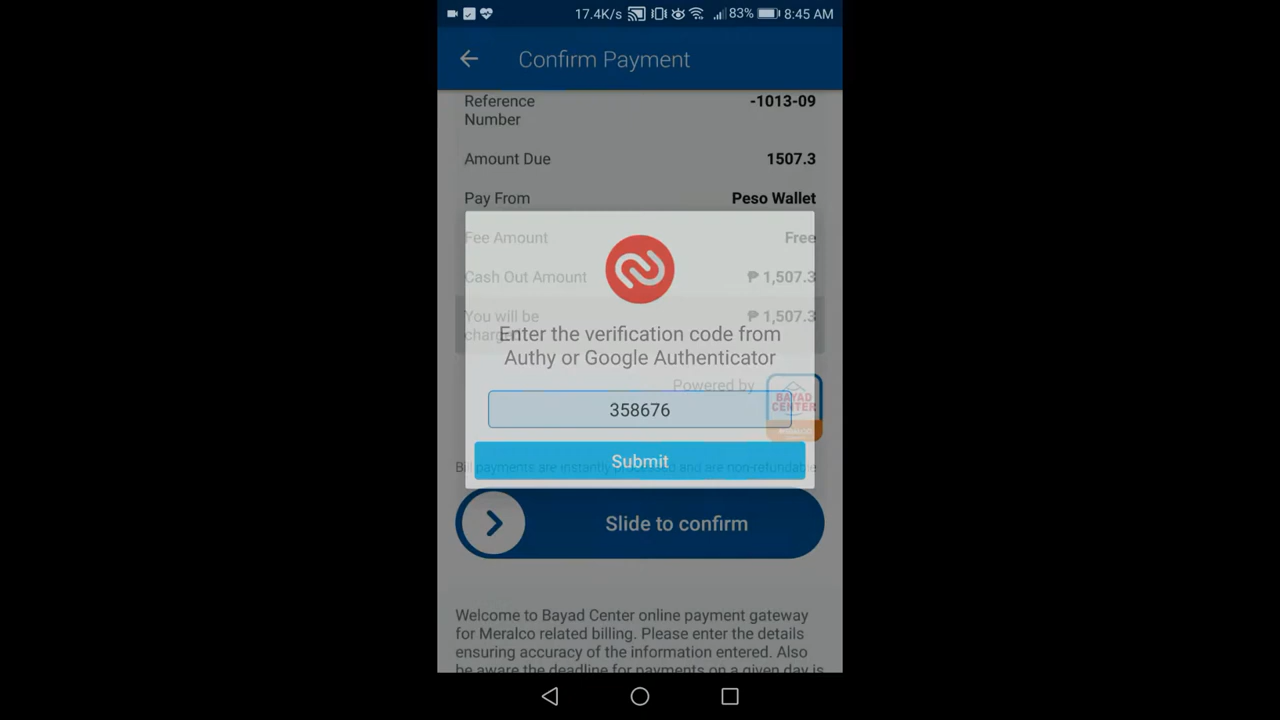 17.4K/s 83% 8:45 AM
Confirm Payment
Reference -1013-09
Number
Amount Due 1507.3
Pay From Peso Wallet
Fee Amount Free
Cash Out Amount ₱ 1,507.3
You will be ₱ 1,507.3
Enter the verification code from
Authy or Google Authenticator
Powered by
BAYAD
CENTER
358676
Submit
Bill payments are instantly processed and are non-refundable
Slide to confirm
Welcome to Bayad Center online payment gateway
for Meralco related billing. Please enter the details
ensuring accuracy of the information entered. Also
be aware the deadline for payments on a given day is